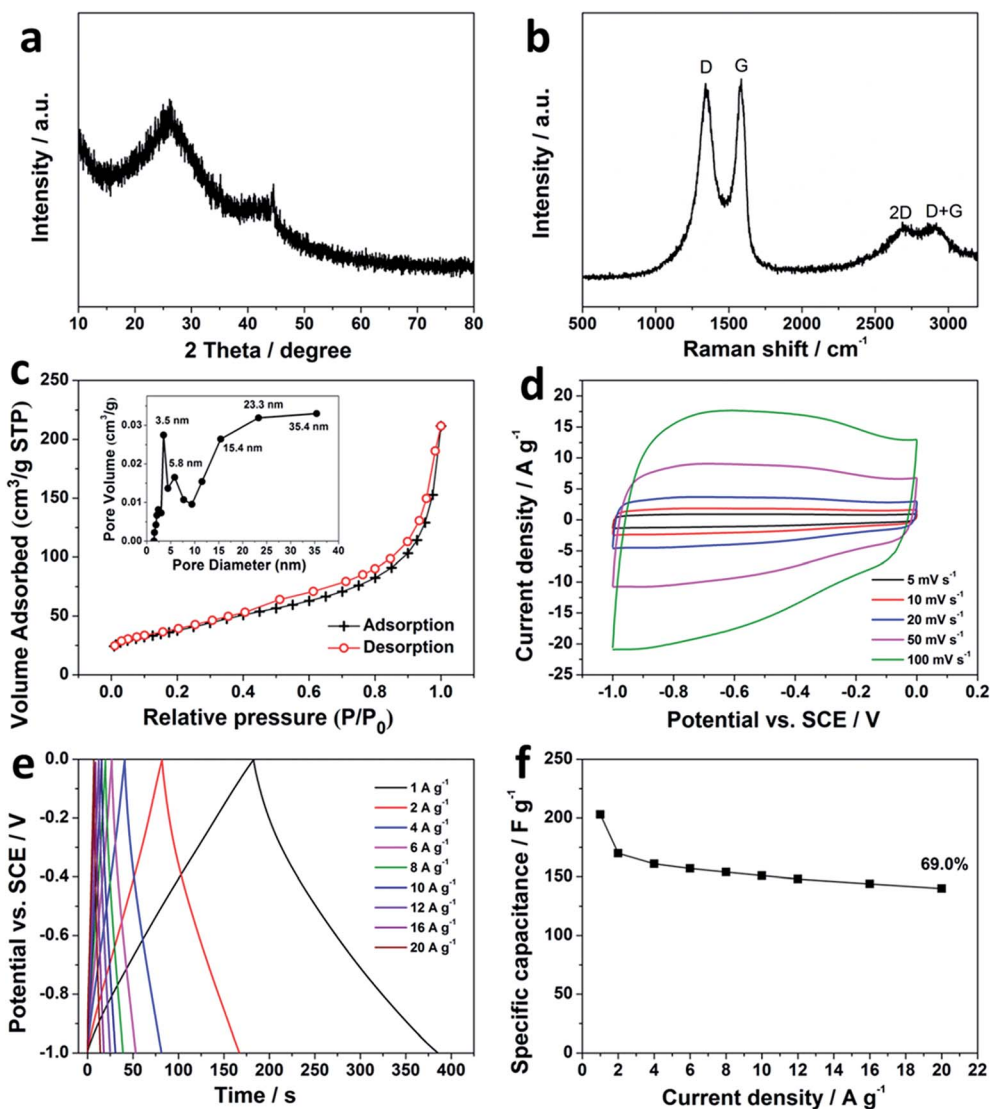 a
Intensity / a.u.
10 20 30 40 50 60 70 80
2 Theta / degree
b
Intensity / a.u.
D
G
2D
D+G
500 1000 1500 2000 2500 3000
Raman shift / cm⁻¹
c
Volume Adsorbed (cm³/g STP)
250
200
150
100
50
0
0.0 0.2 0.4 0.6 0.8 1.0
Relative pressure (P/P₀)
Adsorption
Desorption
Pore Volume (cm³/g)
0.03
0.02
0.01
0.00
0 5 10 15 20 25 30 35 40
Pore Diameter (nm)
3.5 nm
5.8 nm
15.4 nm
23.3 nm
35.4 nm
d
Current density / A g⁻¹
25
20
15
10
5
0
-5
-10
-15
-20
-25
-1.0 -0.8 -0.6 -0.4 -0.2 0.0 0.2
Potential vs. SCE / V
5 mV s⁻¹
10 mV s⁻¹
20 mV s⁻¹
50 mV s⁻¹
100 mV s⁻¹
e
Potential vs. SCE / V
0.0
-0.2
-0.4
-0.6
-0.8
-1.0
0 50 100 150 200 250 300 350 400
Time / s
1 A g⁻¹
2 A g⁻¹
4 A g⁻¹
6 A g⁻¹
8 A g⁻¹
10 A g⁻¹
12 A g⁻¹
16 A g⁻¹
20 A g⁻¹
f
Specific capacitance / F g⁻¹
250
200
150
100
50
0
0 2 4 6 8 10 12 14 16 18 20 22
Current density / A g⁻¹
69.0%